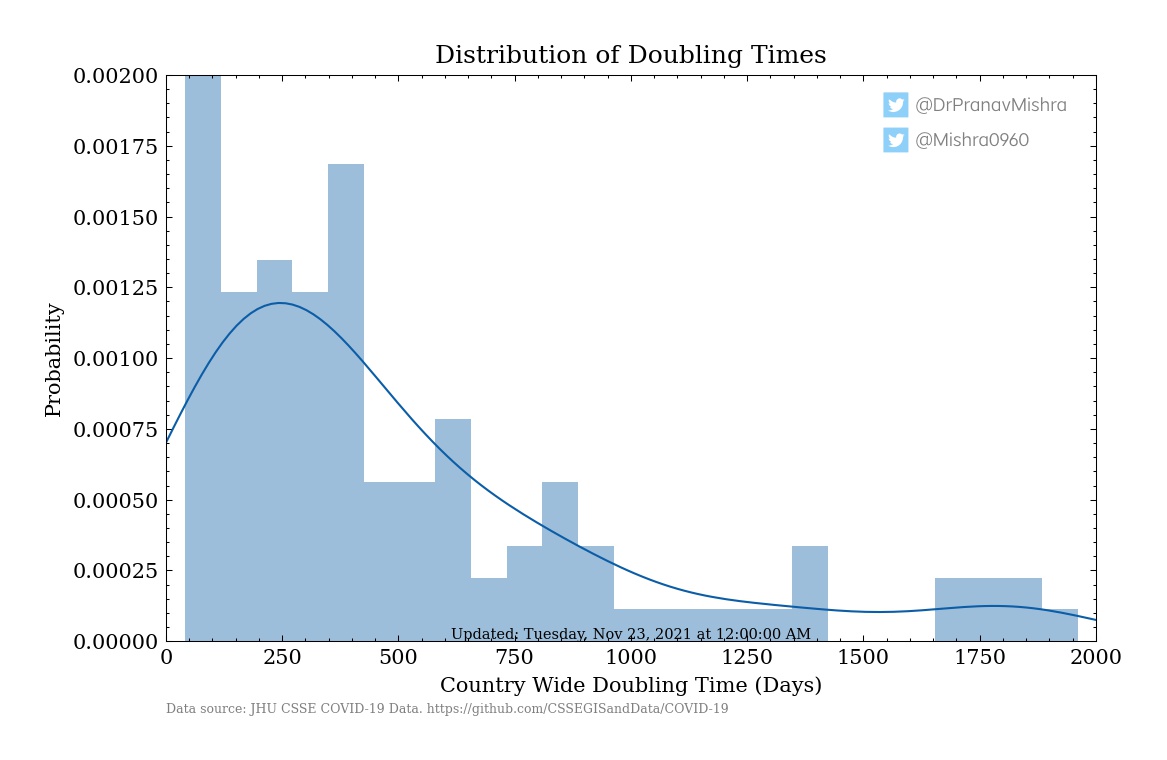 Distribution of Doubling Times
@DrPranavMishra
@Mishra0960
0.00200
0.00175
0.00150
0.00125
0.00100
0.00075
0.00050
0.00025
0.00000
Probability
Updated: Tuesday, Nov 23, 2021 at 12:00:00 AM
0 250 500 750 1000 1250 1500 1750 2000
Country Wide Doubling Time (Days)
Data source: JHU CSSE COVID-19 Data. https://github.com/CSSEGISandData/COVID-19